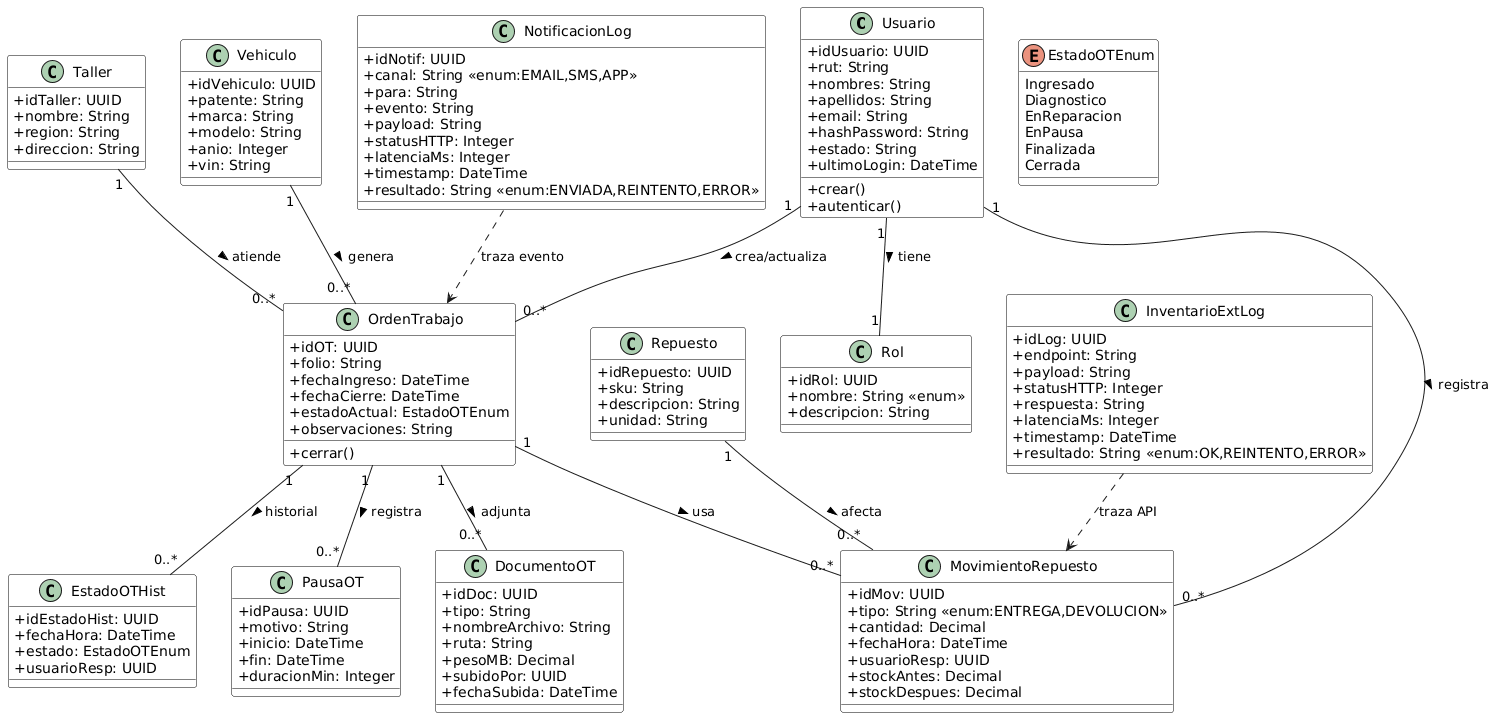 C Taller
+idTaller: UUID
+nombre: String
+region: String
+direccion: String
C Vehiculo
+idVehiculo: UUID
+patente: String
+marca: String
+modelo: String
+anio: Integer
+vin: String
C NotificacionLog
+idNotif: UUID
+canal: String «enum:EMAIL,SMS,APP»
+para: String
+evento: String
+payload: String
+statusHTTP: Integer
+latenciaMs: Integer
+timestamp: DateTime
+resultado: String «enum:ENVIADA,REINTENTO,ERROR»
C Usuario
+idUsuario: UUID
+rut: String
+nombres: String
+apellidos: String
+email: String
+hashPassword: String
+estado: String
+ultimoLogin: DateTime
+crear()
+autenticar()
E EstadoOTEnum
Ingresado
Diagnostico
EnReparacion
EnPausa
Finalizada
Cerrada
1
atiende
0..*
1
genera
0..*
traza evento
1
crea/actualiza
0..*
1
tiene
1
1
registra
0..*
C OrdenTrabajo
+idOT: UUID
+folio: String
+fechaIngreso: DateTime
+fechaCierre: DateTime
+estadoActual: EstadoOTEnum
+observaciones: String
+cerrar()
C Repuesto
+idRepuesto: UUID
+sku: String
+descripcion: String
+unidad: String
C Rol
+idRol: UUID
+nombre: String «enum»
+descripcion: String
C InventarioExtLog
+idLog: UUID
+endpoint: String
+payload: String
+statusHTTP: Integer
+respuesta: String
+latenciaMs: Integer
+timestamp: DateTime
+resultado: String «enum:OK,REINTENTO,ERROR»
1
historial
0..*
1
registra
0..*
1
adjunta
0..*
1
usa
0..*
1
afecta
0..*
traza API
C EstadoOTHist
+idEstadoHist: UUID
+fechaHora: DateTime
+estado: EstadoOTEnum
+usuarioResp: UUID
C PausaOT
+idPausa: UUID
+motivo: String
+inicio: DateTime
+fin: DateTime
+duracionMin: Integer
C DocumentoOT
+idDoc: UUID
+tipo: String
+nombreArchivo: String
+ruta: String
+pesoMB: Decimal
+subidoPor: UUID
+fechaSubida: DateTime
C MovimientoRepuesto
+idMov: UUID
+tipo: String «enum:ENTREGA,DEVOLUCION»
+cantidad: Decimal
+fechaHora: DateTime
+usuarioResp: UUID
+stockAntes: Decimal
+stockDespues: Decimal